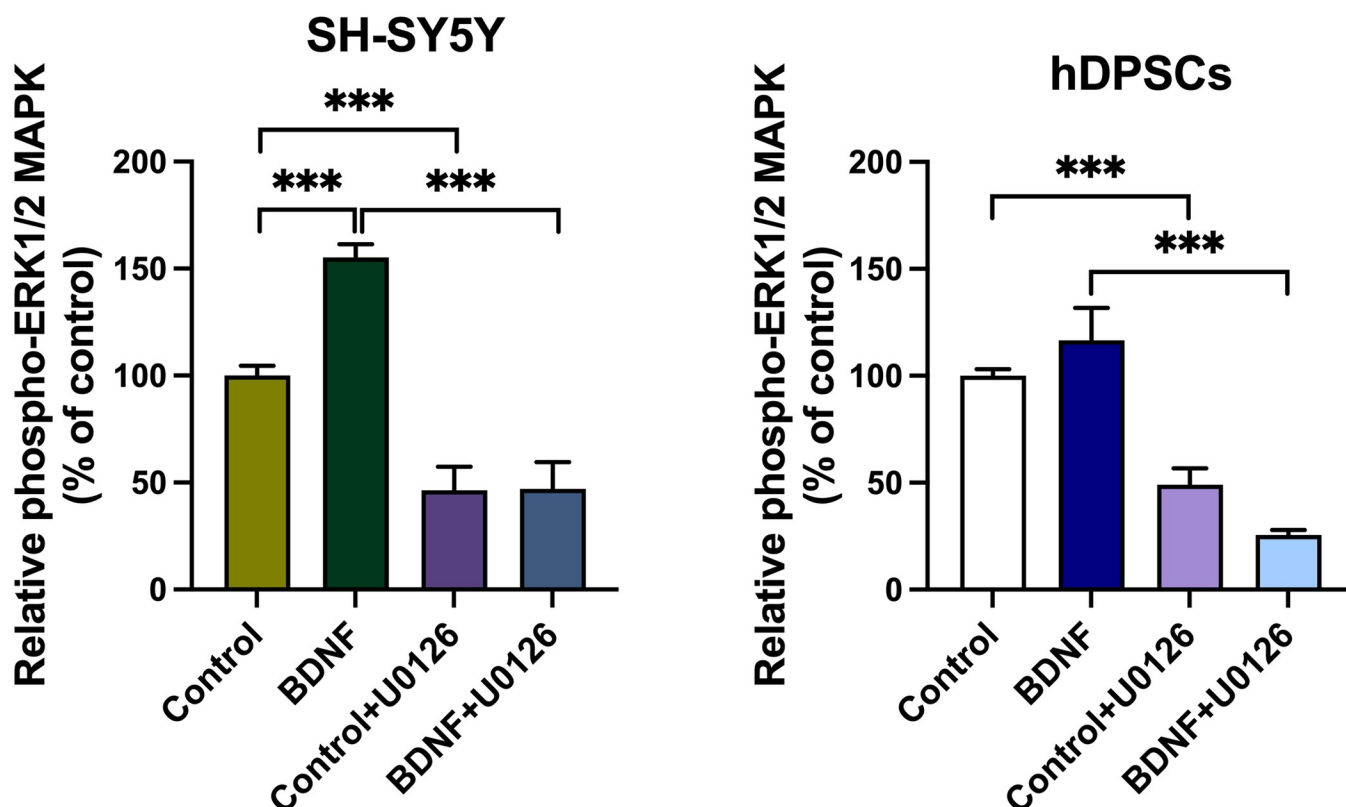 SH-SY5Y
Relative phospho-ERK1/2 MAPK
(% of control)
200
150
100
50
0
***
***
***
Control
BDNF
Control+U0126
BDNF+U0126
hDPSCs
Relative phospho-ERK1/2 MAPK
(% of control)
200
150
100
50
0
***
***
Control
BDNF
Control+U0126
BDNF+U0126